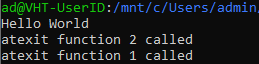 ad@VHT-UserID:/mnt/c/Users/admin
Hello World
atexit function 2 called
atexit function 1 called